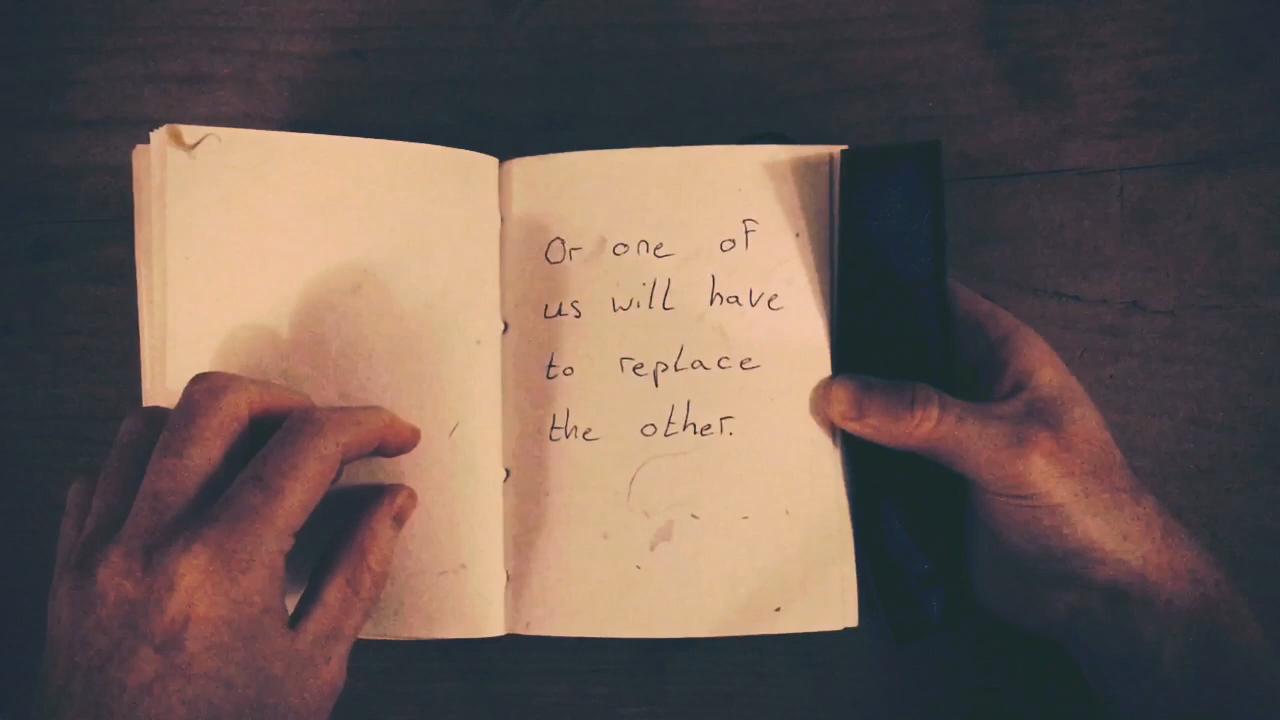 Or one of
us will have
to replace
the other.